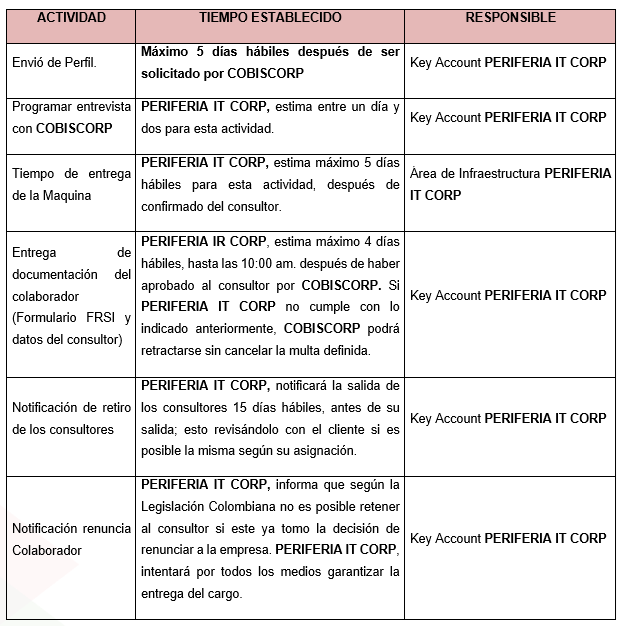 ACTIVIDAD
TIEMPO ESTABLECIDO
RESPONSIBLE
Envió de Perfil.
Máximo 5 días hábiles después de ser
solicitado por COBISCORP
Key Account PERIFERIA IT CORP
Programar entrevista
con COBISCORP
PERIFERIA IT CORP, estima entre un día y
dos para esta actividad.
Key Account PERIFERIA IT CORP
Tiempo de entrega
de la Maquina
PERIFERIA IT CORP, estima máximo 5 días
hábiles para esta actividad, después de
confirmado del consultor.
Àrea de Infraestructura PERIFERIA
IT CORP
Entrega de
documentación del
colaborador
(Formulario FRSI y
datos del consultor)
PERIFERIA IR CORP, estima máximo 4 días
hábiles, hasta las 10:00 am. después de haber
aprobado al consultor por COBISCORP. Si
PERIFERIA IT CORP no cumple con lo
indicado anteriormente, COBISCORP podrá
retractarse sin cancelar la multa definida.
Key Account PERIFERIA IT CORP
Notificación de retiro
de los consultores
PERIFERIA IT CORP, notificará la salida de
los consultores 15 días hábiles, antes de su
salida; esto revisándolo con el cliente si es
posible la misma según su asignación.
Key Account PERIFERIA IT CORP
Notificación renuncia
Colaborador
PERIFERIA IT CORP, informa que según la
Legislación Colombiana no es posible retener
al consultor si este ya tomo la decisión de
renunciar a la empresa. PERIFERIA IT CORP,
intentará por todos los medios garantizar la
entrega del cargo.
Key Account PERIFERIA IT CORP